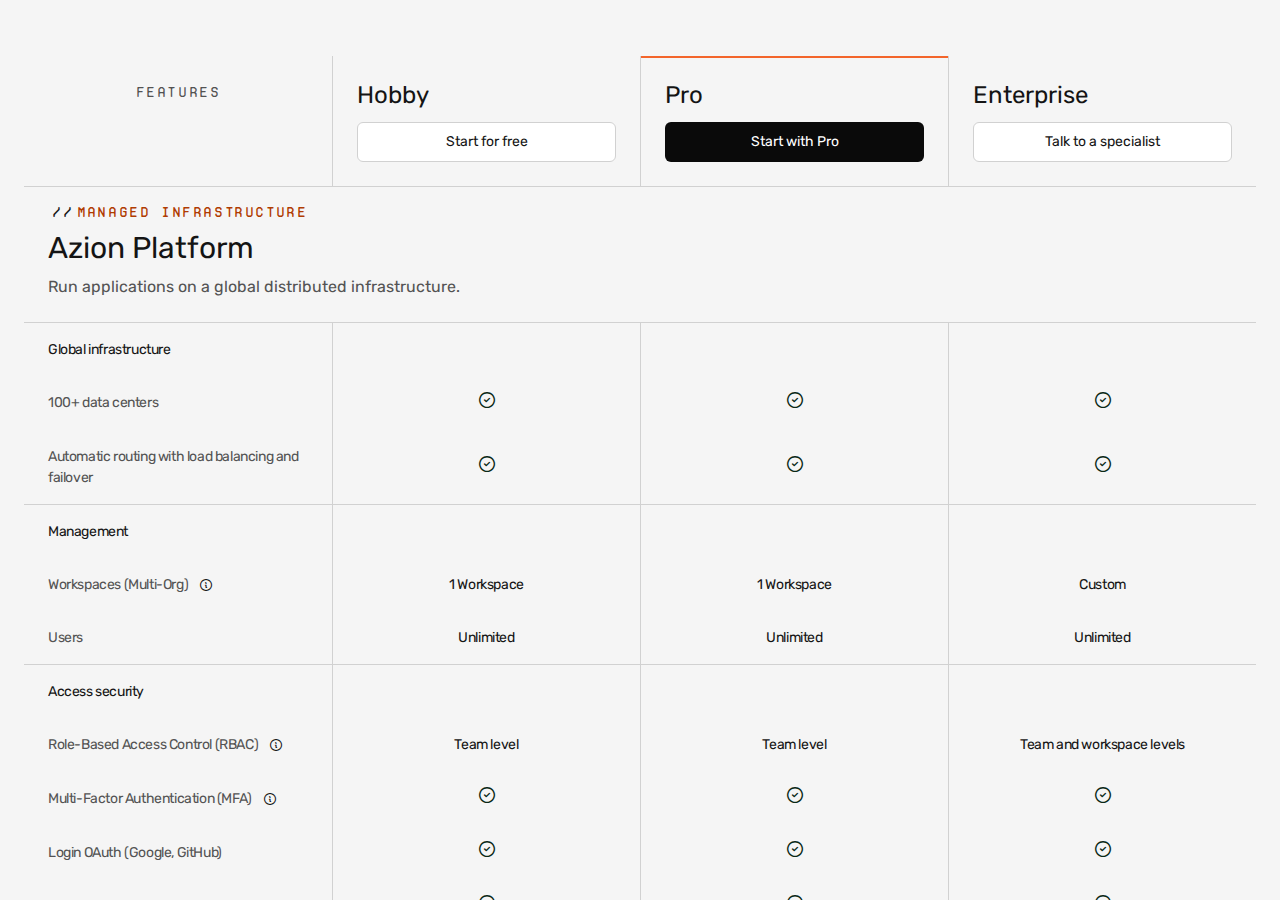 FEATURES
Hobby
Pro
Enterprise
Start for free
Start with Pro
Talk to a specialist
// MANAGED INFRASTRUCTURE
Azion Platform
Run applications on a global distributed infrastructure.
Global infrastructure
100+ data centers
Automatic routing with load balancing and
failover
Management
Workspaces (Multi-Org) 1 Workspace 1 Workspace Custom
Users Unlimited Unlimited Unlimited
Access security
Role-Based Access Control (RBAC) Team level Team level Team and workspace levels
Multi-Factor Authentication (MFA)
Login OAuth (Google, GitHub)